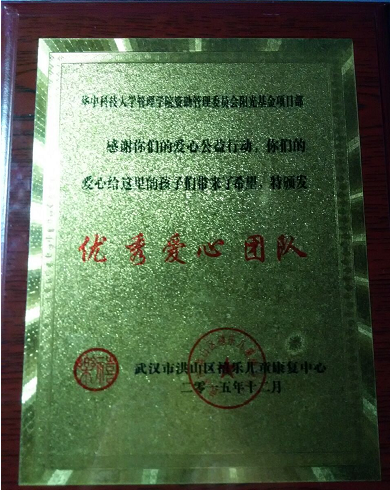 华中科技大学管理学院资助管理委员会阳光基金项目部
感谢你们的爱心公益行动，你们的
爱心给这里的孩子们带来了希望，特颁发
优秀爱心团队
武汉市洪山区禧乐儿童康复中心
二零一五年十二月